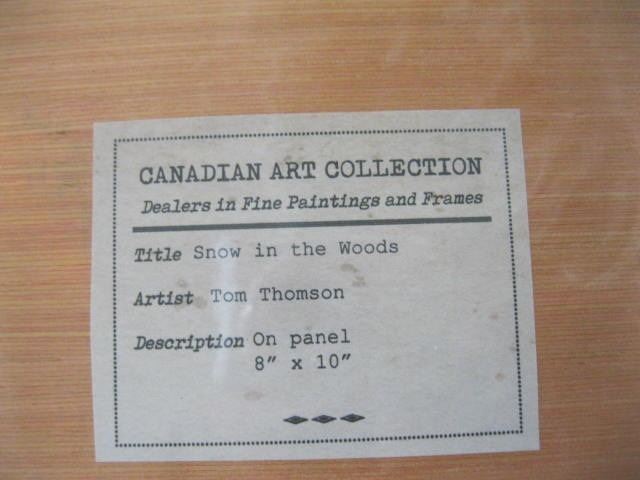 CANADIAN ART COLLECTION
Dealers in Fine Paintings and Frames
Title Snow in the Woods
Artist Tom Thomson
Description On panel
8″ x 10″